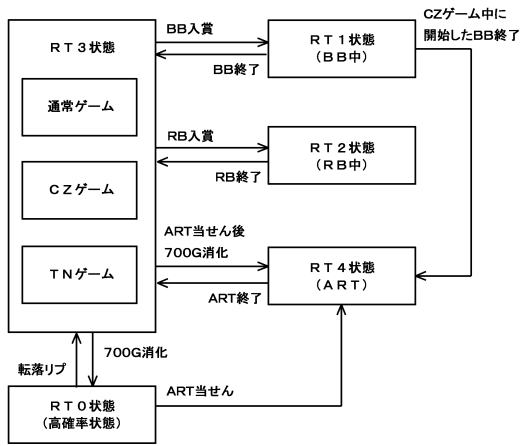 CZゲーム中に
開始したBB終了
BB入賞
RT3状態
RT1状態
(BB中)
BB終了
通常ゲーム
RB入賞
RT2状態
(RB中)
RB終了
CZゲーム
ART当せん後
700G消化
TNゲーム
RT4状態
(ART)
ART終了
700G消化
転落リプ
ART当せん
RT0状態
(高確率状態)